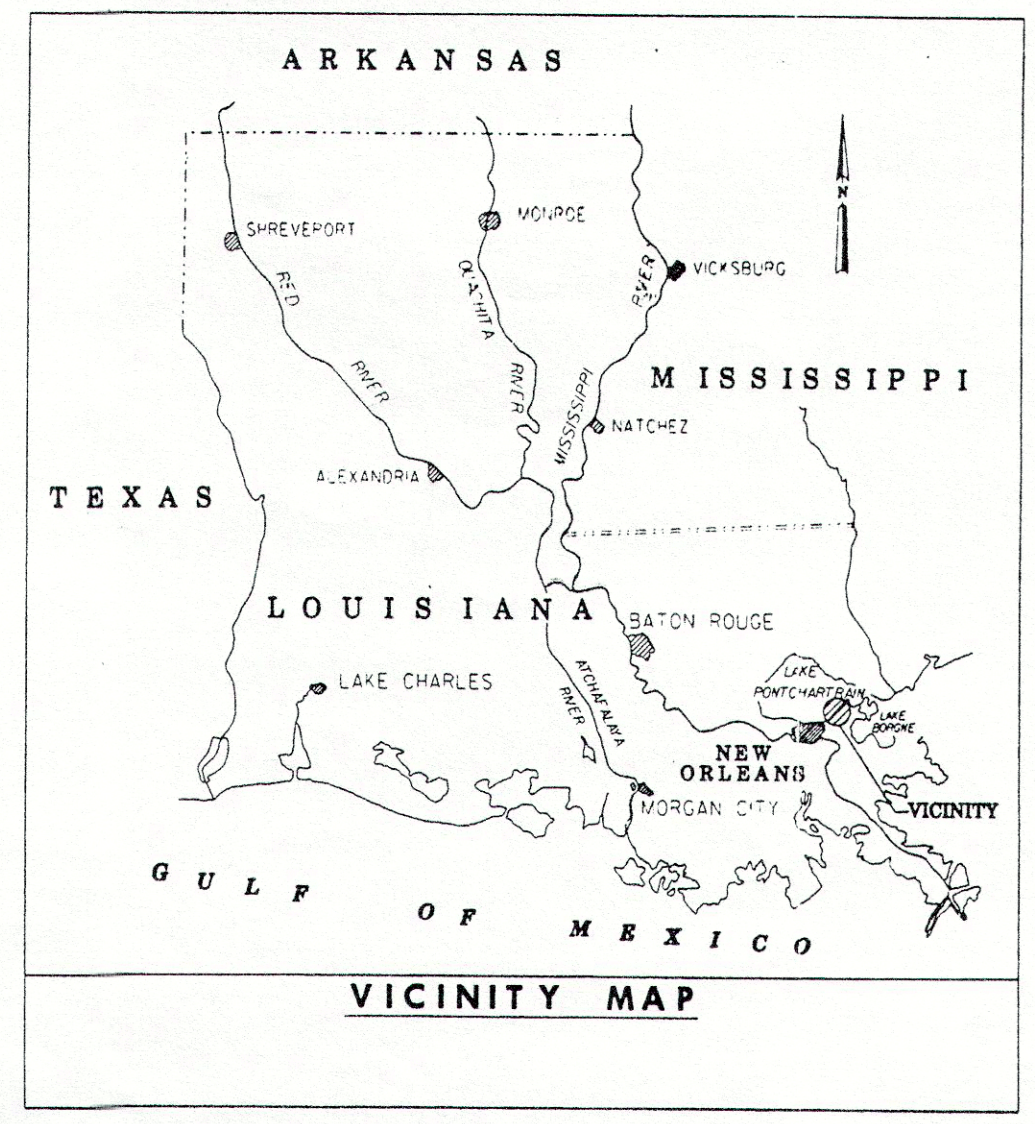 ARKANSAS
N
SHREVEPORT
MONROE
RED
RIVER
OUACHITA
RIVER
RIVER
MISSISSIPPI
VICKSBURG
MISSISSIPPI
NATCHEZ
ALEXANDRIA
TEXAS
LOUISIANA
BATON ROUGE
LAKE CHARLES
ATCHAFALAYA
RIVER
LAKE
PONTCHARTRAIN
LAKE
BORGNE
NEW
ORLEANS
MORGAN CITY
VICINITY
GULF OF MEXICO
VICINITY MAP